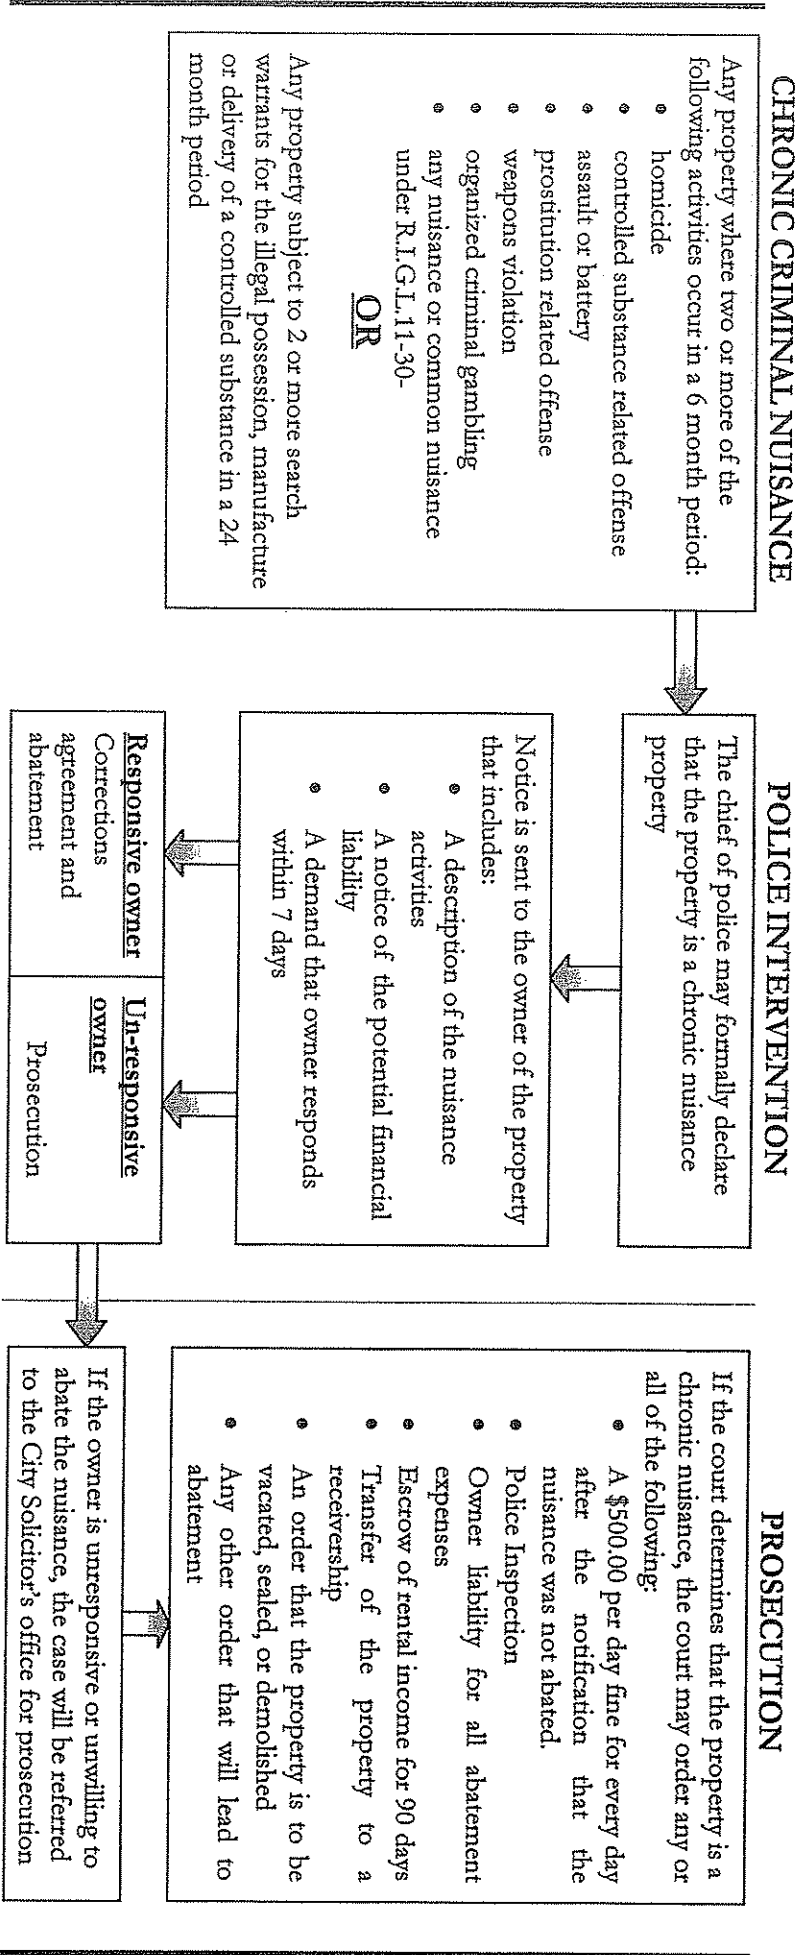 CHRONIC CRIMINAL NUISANCE
Any property where two or more of the
following activities occur in a 6 month period:
• homicide
• controlled substance related offense
• assault or battery
• prostitution related offense
• weapons violation
• organized criminal gambling
• any nuisance or common nuisance
under R.I.G.L.11-30-
OR
Any property subject to 2 or more search
warrants for the illegal possession, manufacture
or delivery of a controlled substance in a 24
month period
POLICE INTERVENTION
The chief of police may formally declare
that the property is a chronic nuisance
property
Notice is sent to the owner of the property
that includes:
• A description of the nuisance
activities
• A notice of the potential financial
liability
• A demand that owner responds
within 7 days
Responsive owner
Corrections
agreement and
abatement
Un-responsive
owner
Prosecution
PROSECUTION
If the court determines that the property is a
chronic nuisance, the court may order any or
all of the following:
• A $500.00 per day fine for every day
after the notification that the
nuisance was not abated.
• Police Inspection
• Owner liability for all abatement
expenses
• Escrow of rental income for 90 days
• Transfer of the property to a
receivership
• An order that the property is to be
vacated, sealed, or demolished
• Any other order that will lead to
abatement
If the owner is unresponsive or unwilling to
abate the nuisance, the case will be referred
to the City Solicitor's office for prosecution